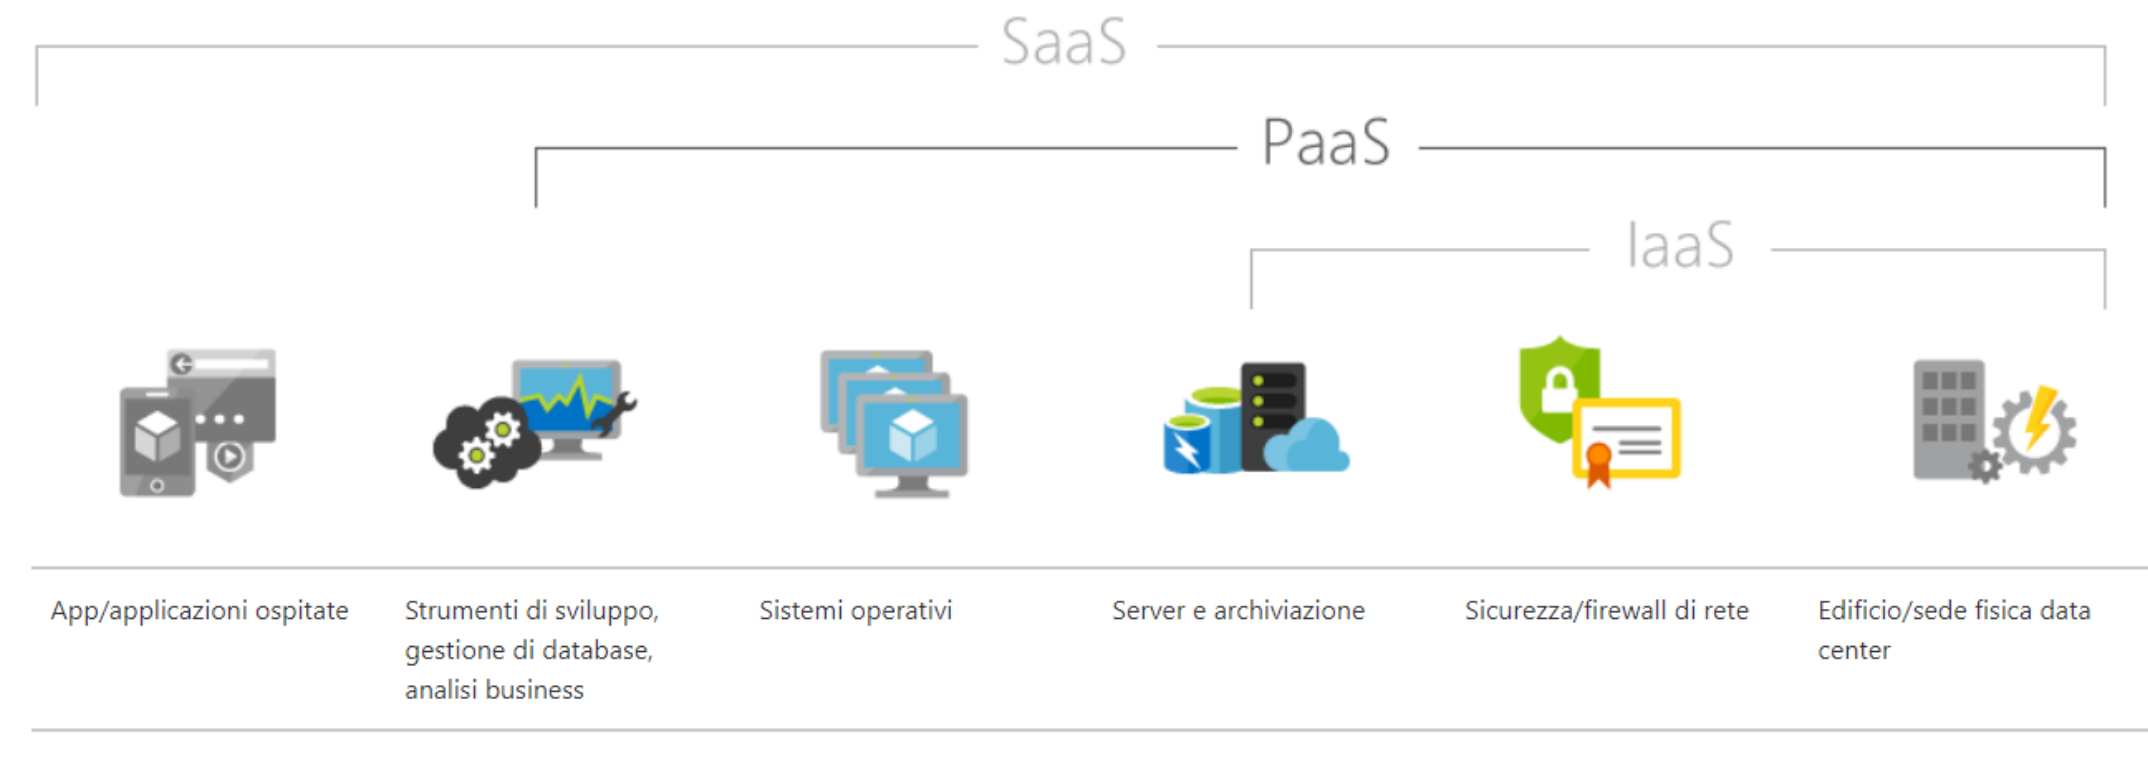 SaaS
PaaS
IaaS
App/applicazioni ospitate
Strumenti di sviluppo,
gestione di database,
analisi business
Sistemi operativi
Server e archiviazione
Sicurezza/firewall di rete
Edificio/sede fisica data
center